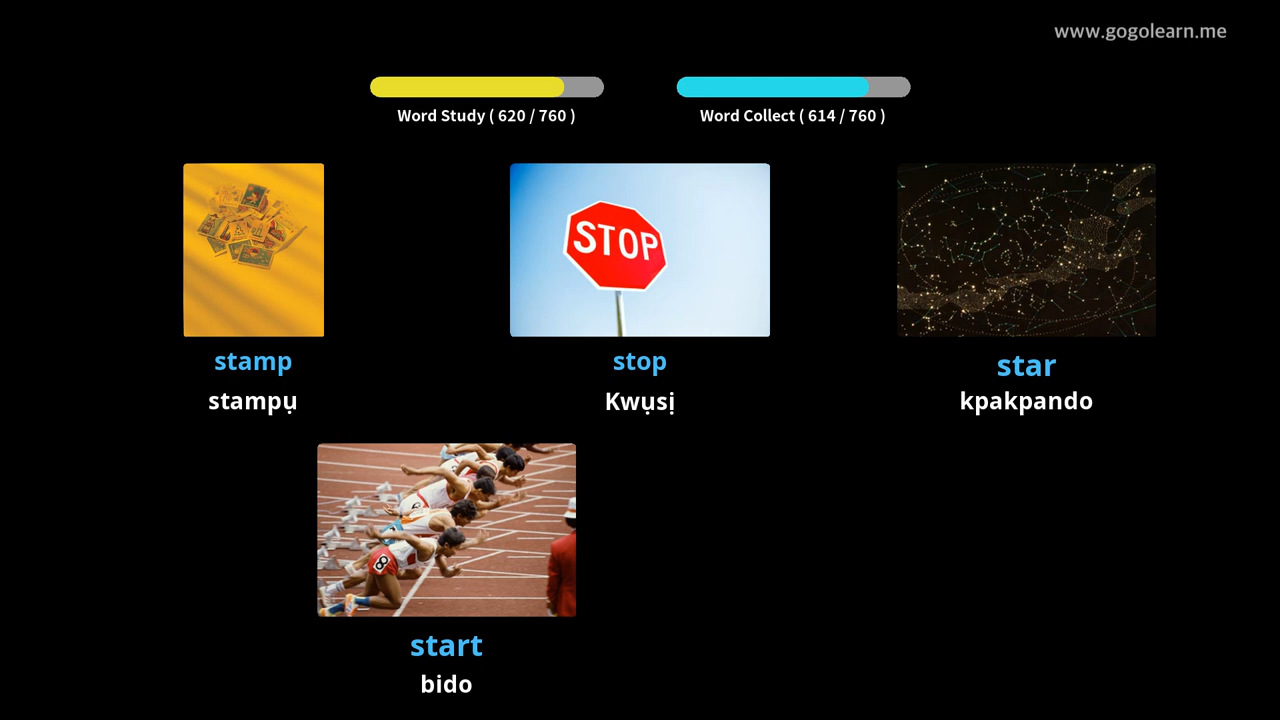 www.gogolearn.me
Word Study ( 620 / 760 )
Word Collect ( 614 / 760 )
STOP
stamp
stampụ
stop
Kwụsị
star
kpakpando
8
start
bido